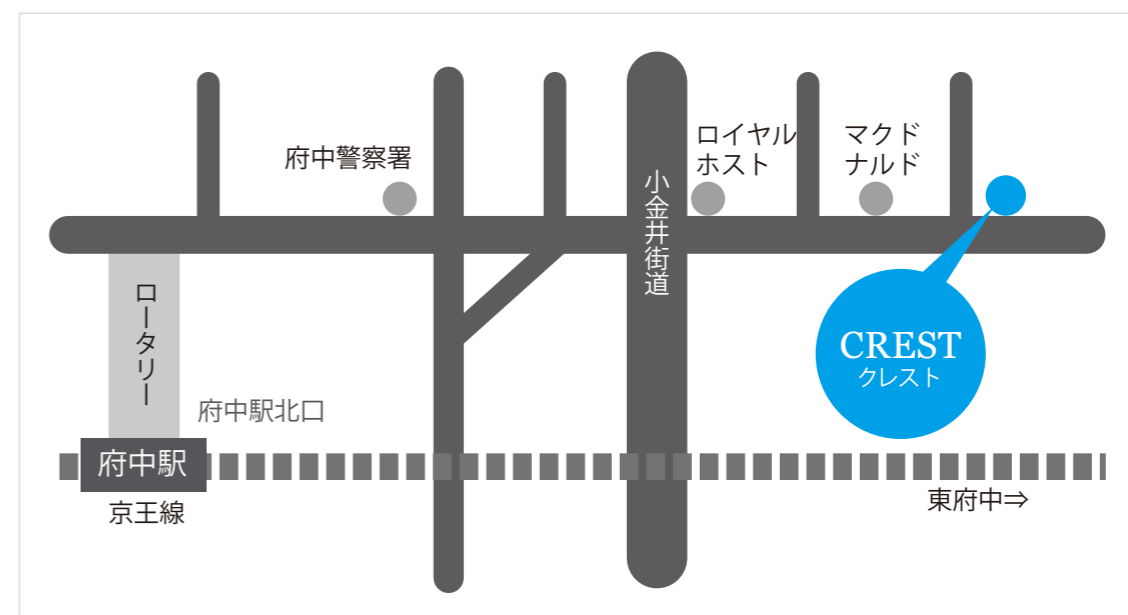 府中警察署
ロイヤル
ホスト
マクド
ナルド
小金井街道
ロータリー
CREST
クレスト
府中駅北口
府中駅
京王線
東府中⇒